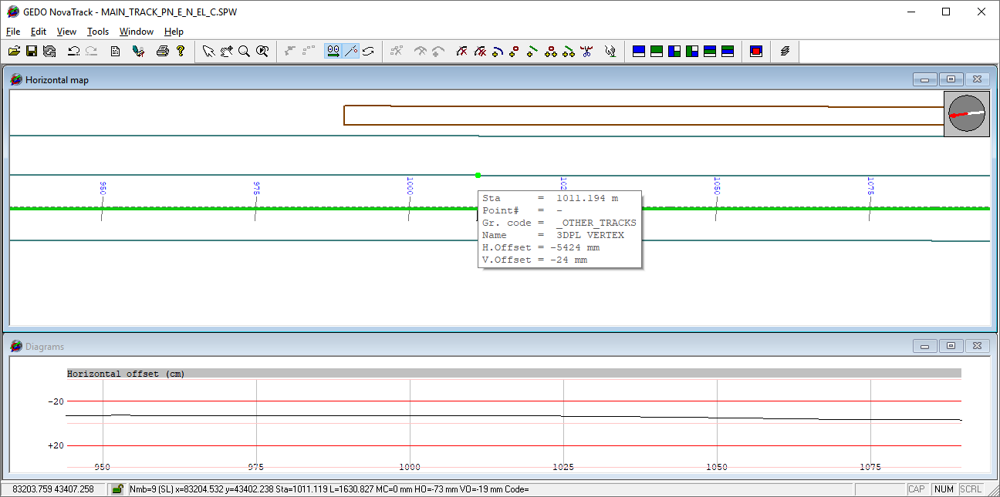 GEDO NovaTrack - MAIN_TRACK_PN_E_N_EL_C.SPW
File Edit View Tools Window Help
Horizontal map
950 975 1000 102 1050 1075
Sta = 1011.194 m
Point# = -
Gr. code = _OTHER_TRACKS
Name = 3DPL VERTEX
H.Offset = -5424 mm
V.Offset = -24 mm
Diagrams
Horizontal offset (cm)
-20
+20
950 975 1000 1025 1050 1075
83203.759 43407.258 Nmb=9 (SL) x=83204.532 y=43402.238 Sta=1011.119 L=1630.827 MC=0 mm HO=-73 mm VO=-19 mm Code= CAP NUM SCRL